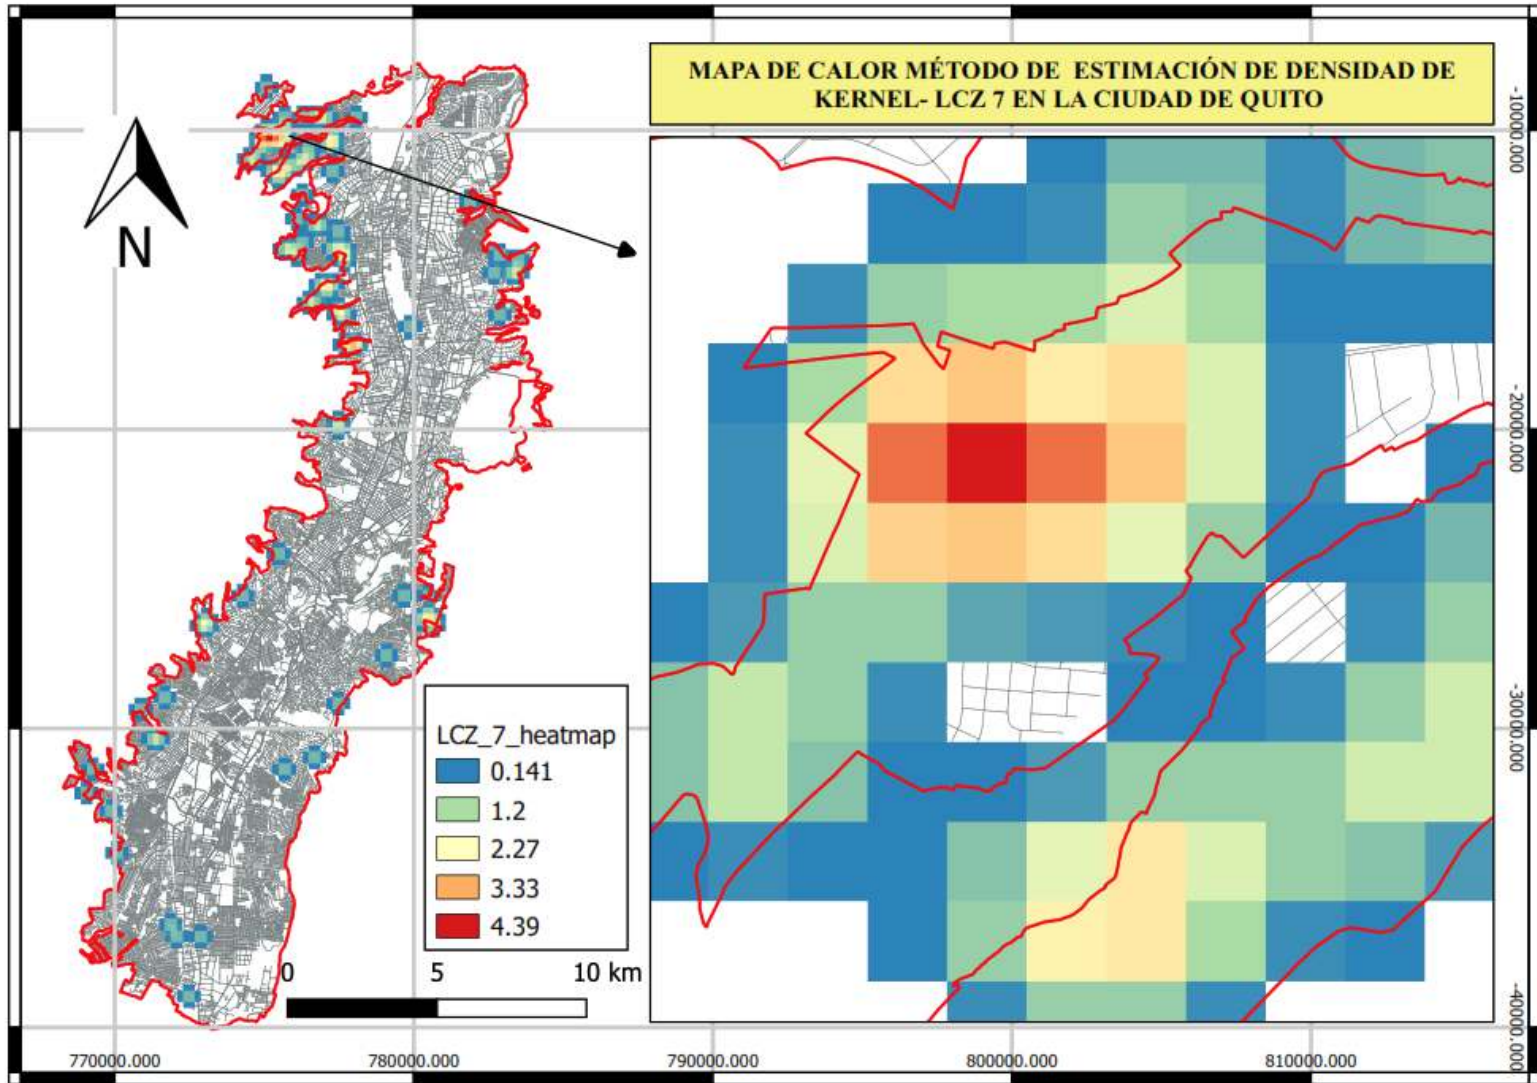 MAPA DE CALOR MÉTODO DE ESTIMACIÓN DE DENSIDAD DE
KERNEL- LCZ 7 EN LA CIUDAD DE QUITO
N
LCZ_7_heatmap
0.141
1.2
2.27
3.33
4.39
0 5 10 km
770000.000 780000.000 790000.000 800000.000 810000.000
-10000.000
-20000.000
-30000.000
-40000.000